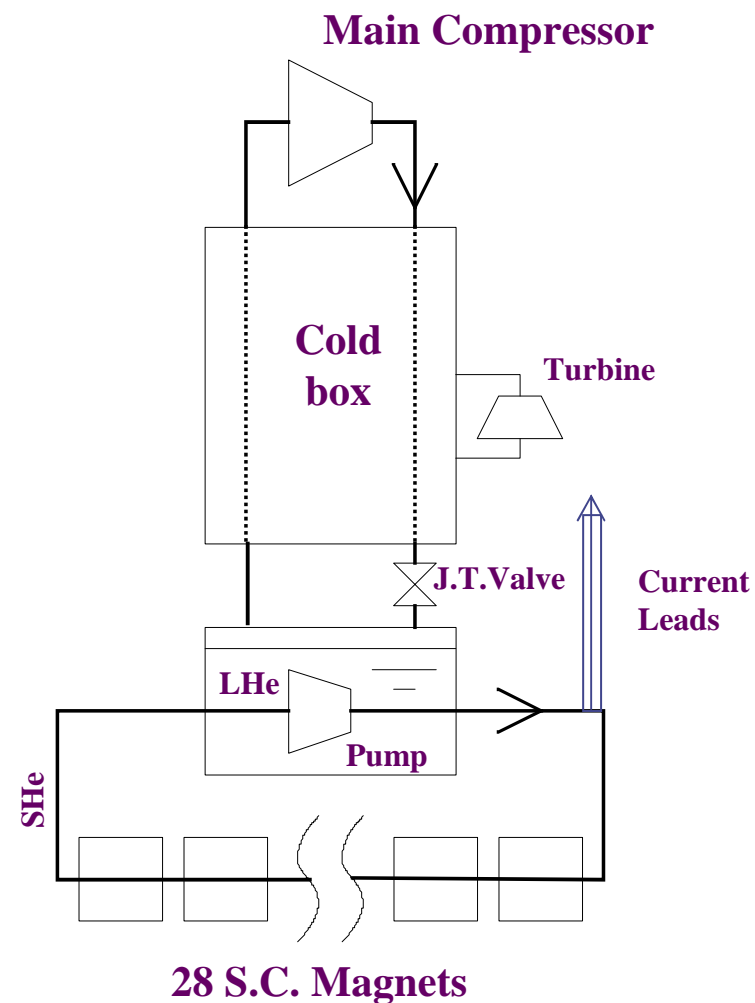 Main Compressor
Cold
box
Turbine
J.T.Valve
Current
Leads
LHe
Pump
SHe
28 S.C. Magnets